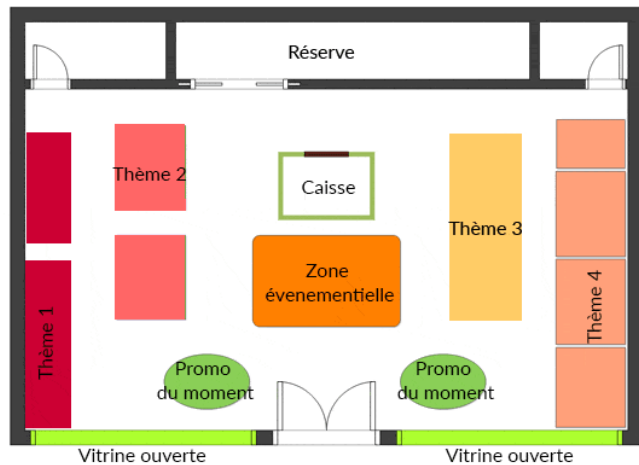 Réserve
Thème 2
Caisse
Thème 3
Zone
évenementielle
Thème 1
Thème 4
Promo
du moment
Promo
du moment
Vitrine ouverte
Vitrine ouverte